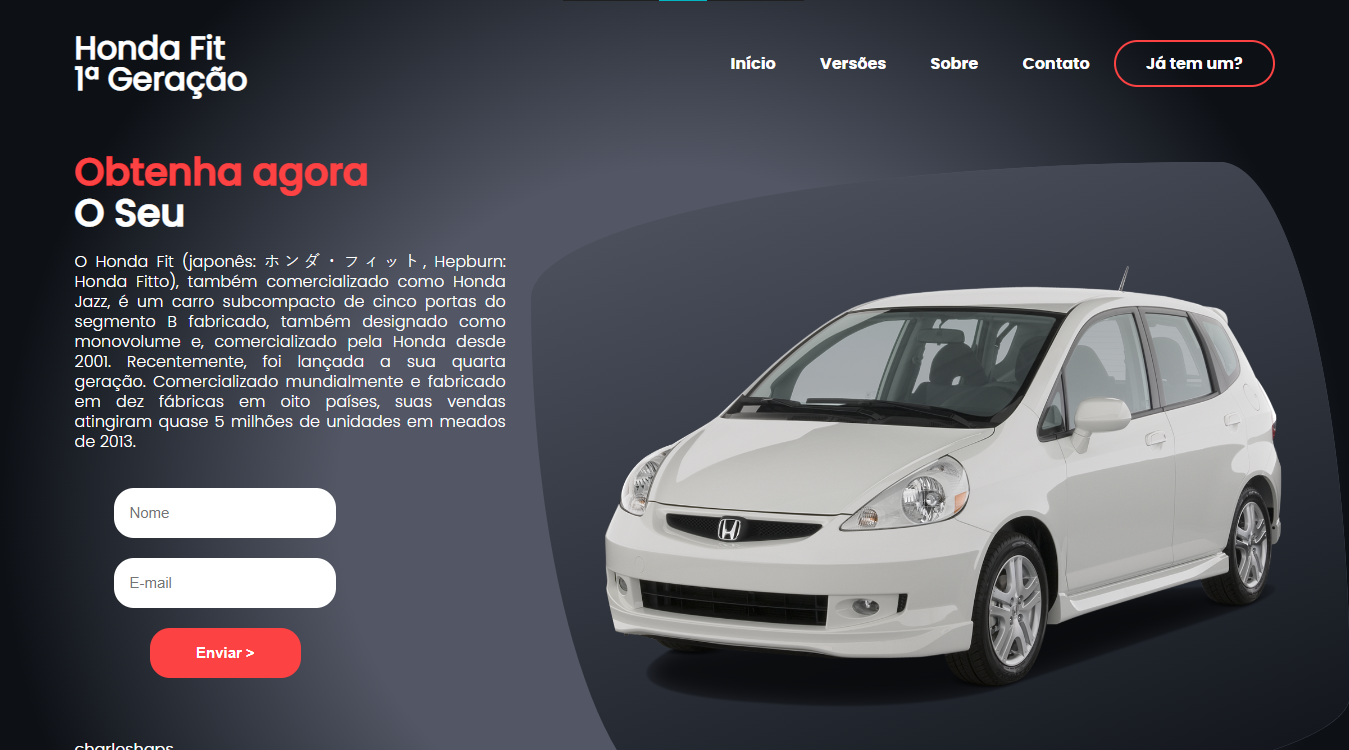 Honda Fit
1ª Geração
Início Versões Sobre Contato Já tem um?
Obtenha agora
O Seu
O Honda Fit (japonês: ホンダ・フィット, Hepburn:
Honda Fitto), também comercializado como Honda
Jazz, é um carro subcompacto de cinco portas do
segmento B fabricado, também designado como
monovolume e, comercializado pela Honda desde
2001. Recentemente, foi lançada a sua quarta
geração. Comercializado mundialmente e fabricado
em dez fábricas em oito países, suas vendas
atingiram quase 5 milhões de unidades em meados
de 2013.
Nome
E-mail
Enviar >